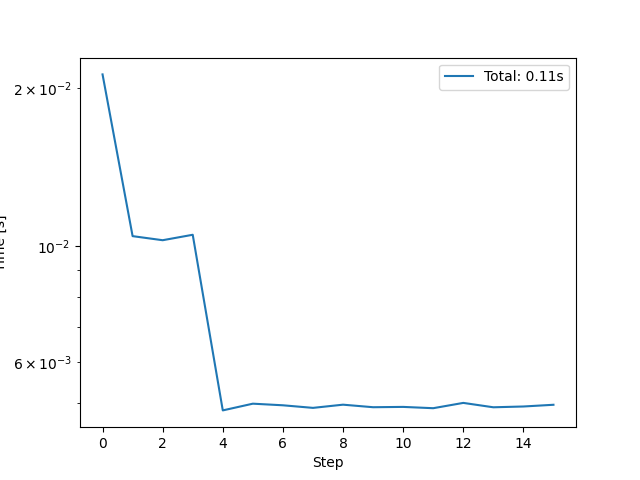 Total: 0.11s
2 × 10⁻²
10⁻²
6 × 10⁻³
Time [s]
0 2 4 6 8 10 12 14
Step